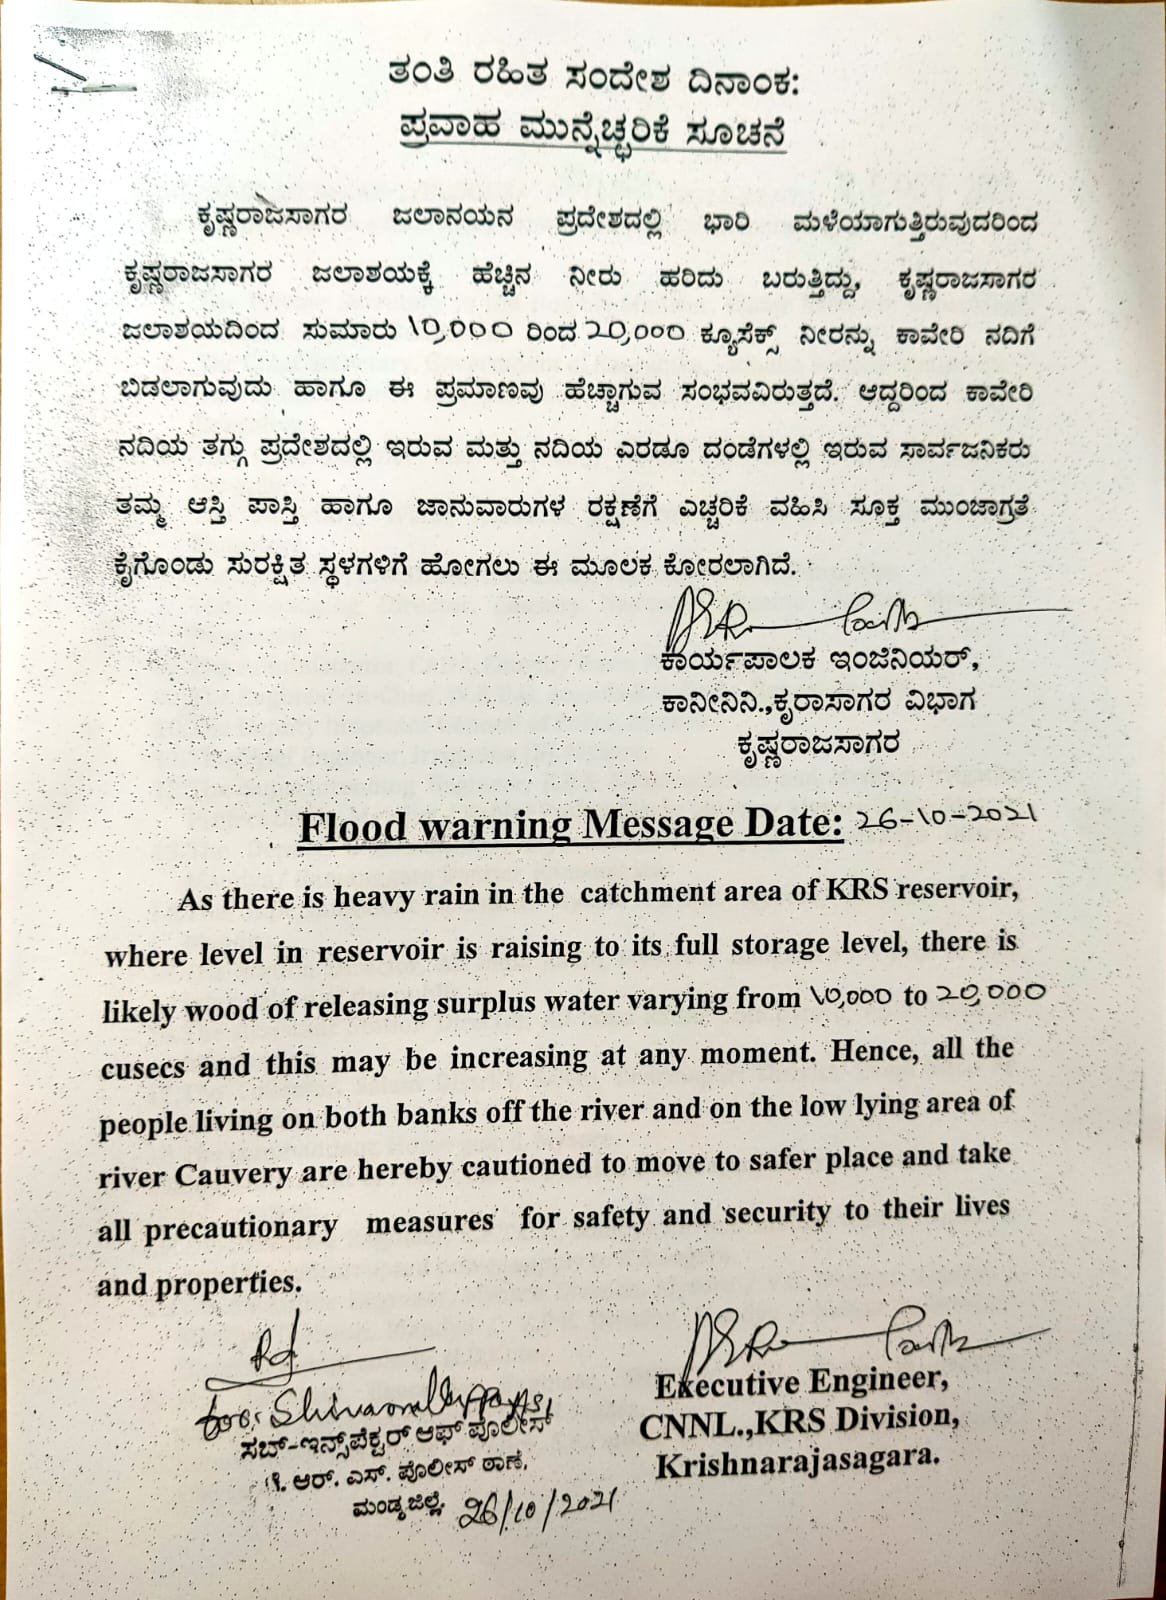 ತಂತಿ ರಹಿತ ಸಂದೇಶ ದಿನಾಂಕ:
ಪ್ರವಾಹ ಮುನ್ನೆಚ್ಛರಿಕೆ ಸೂಚನೆ
ಕೃಷ್ಣರಾಜಸಾಗರ ಜಲಾನಯನ ಪ್ರದೇಶದಲ್ಲಿ ಭಾರಿ ಮಳೆಯಾಗುತ್ತಿರುವುದರಿಂದ
ಕೃಷ್ಣರಾಜಸಾಗರ ಜಲಾಶಯಕ್ಕೆ ಹೆಚ್ಚಿನ ನೀರು ಹರಿದು ಬರುತ್ತಿದ್ದು, ಕೃಷ್ಣರಾಜಸಾಗರ
ಜಲಾಶಯದಿಂದ ಸುಮಾರು 10,000 ರಿಂದ 20,000 ಕ್ಯೂಸೆಕ್ಸ್ ನೀರನ್ನು ಕಾವೇರಿ ನದಿಗೆ
ಬಿಡಲಾಗುವುದು ಹಾಗೂ ಈ ಪ್ರಮಾಣವು ಹೆಚ್ಚಾಗುವ ಸಂಭವವಿರುತ್ತದೆ. ಆದ್ದರಿಂದ ಕಾವೇರಿ
ನದಿಯ ತಗ್ಗು ಪ್ರದೇಶದಲ್ಲಿ ಇರುವ ಮತ್ತು ನದಿಯ ಎರಡೂ ದಂಡೆಗಳಲ್ಲಿ ಇರುವ ಸಾರ್ವಜನಿಕರು
ತಮ್ಮ ಆಸ್ತಿ ಪಾಸ್ತಿ ಹಾಗೂ ಜಾನುವಾರುಗಳ ರಕ್ಷಣೆಗೆ ಎಚ್ಚರಿಕೆ ವಹಿಸಿ ಸೂಕ್ತ ಮುಂಜಾಗ್ರತೆ
ಕೈಗೊಂಡು ಸುರಕ್ಷಿತ ಸ್ಥಳಗಳಿಗೆ ಹೋಗಲು ಈ ಮೂಲಕ ಕೋರಲಾಗಿದೆ.
ಕಾರ್ಯಪಾಲಕ ಇಂಜಿನಿಯರ್,
ಕಾನೀನಿನಿ.,ಕೃರಾಸಾಗರ ವಿಭಾಗ
ಕೃಷ್ಣರಾಜಸಾಗರ
Flood warning Message Date: 26-10-2021
As there is heavy rain in the catchment area of KRS reservoir,
where level in reservoir is raising to its full storage level, there is
likely wood of releasing surplus water varying from 10,000 to 20,000
cusecs and this may be increasing at any moment. Hence, all the
people living on both banks off the river and on the low lying area of
river Cauvery are hereby cautioned to move to safer place and take
all precautionary measures for safety and security to their lives
and properties.
Executive Engineer,
CNNL.,KRS Division,
Krishnarajasagara.
ಸಬ್-ಇನ್ಸ್‌ಪೆಕ್ಟರ್ ಆಫ್ ಪೊಲೀಸ್
ಆರ್. ಎಸ್. ಪೊಲೀಸ್ ಠಾಣೆ,
ಮಂಡ್ಯ ಜಿಲ್ಲೆ. 26/10/2021